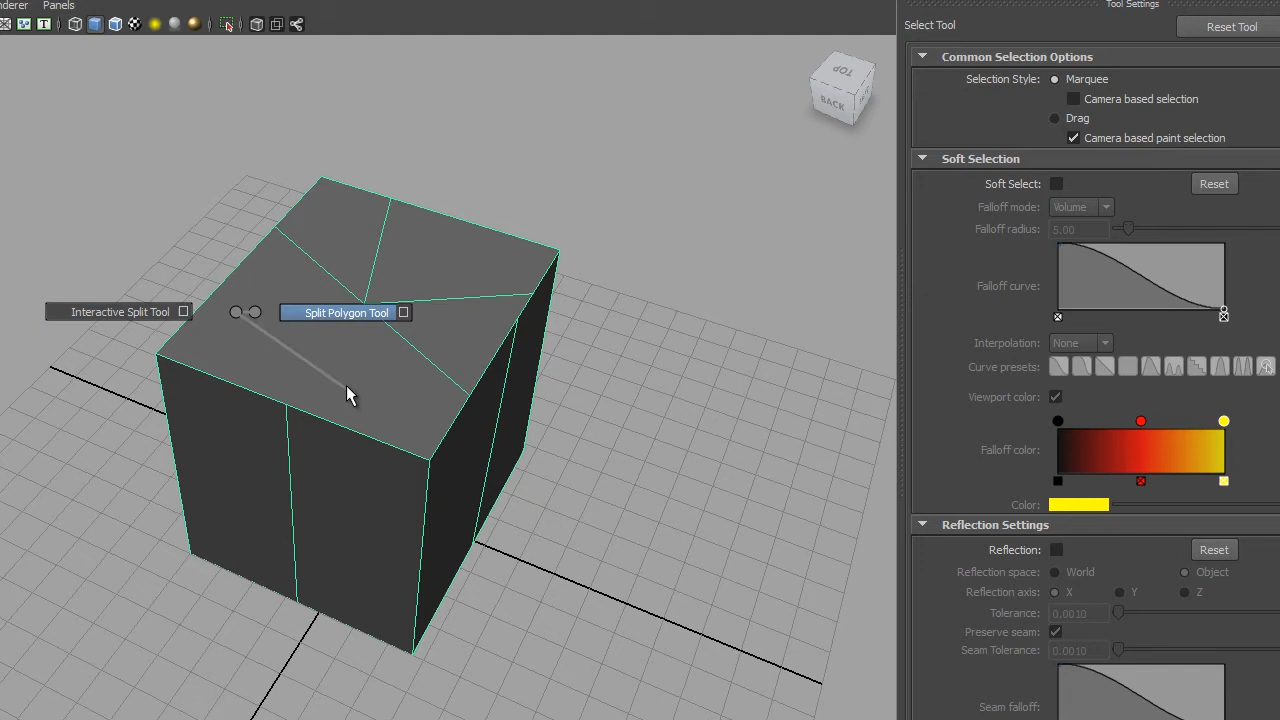 nderer Panels
Tool Settings
T
Select Tool
Reset Tool
Common Selection Options
Selection Style: Marquee
Camera based selection
Drag
Camera based paint selection
Soft Selection
Soft Select: Reset
Falloff mode: Volume
Falloff radius: 5.00
Falloff curve:
Interpolation: None
Curve presets:
Viewport color:
Falloff color:
Color:
Reflection Settings
Reflection: Reset
Reflection space: World Object
Reflection axis: X Y Z
Tolerance: 0.0010
Preserve seam:
Seam Tolerance: 0.0010
Seam falloff:
TOP
BACK
Interactive Split Tool
Split Polygon Tool